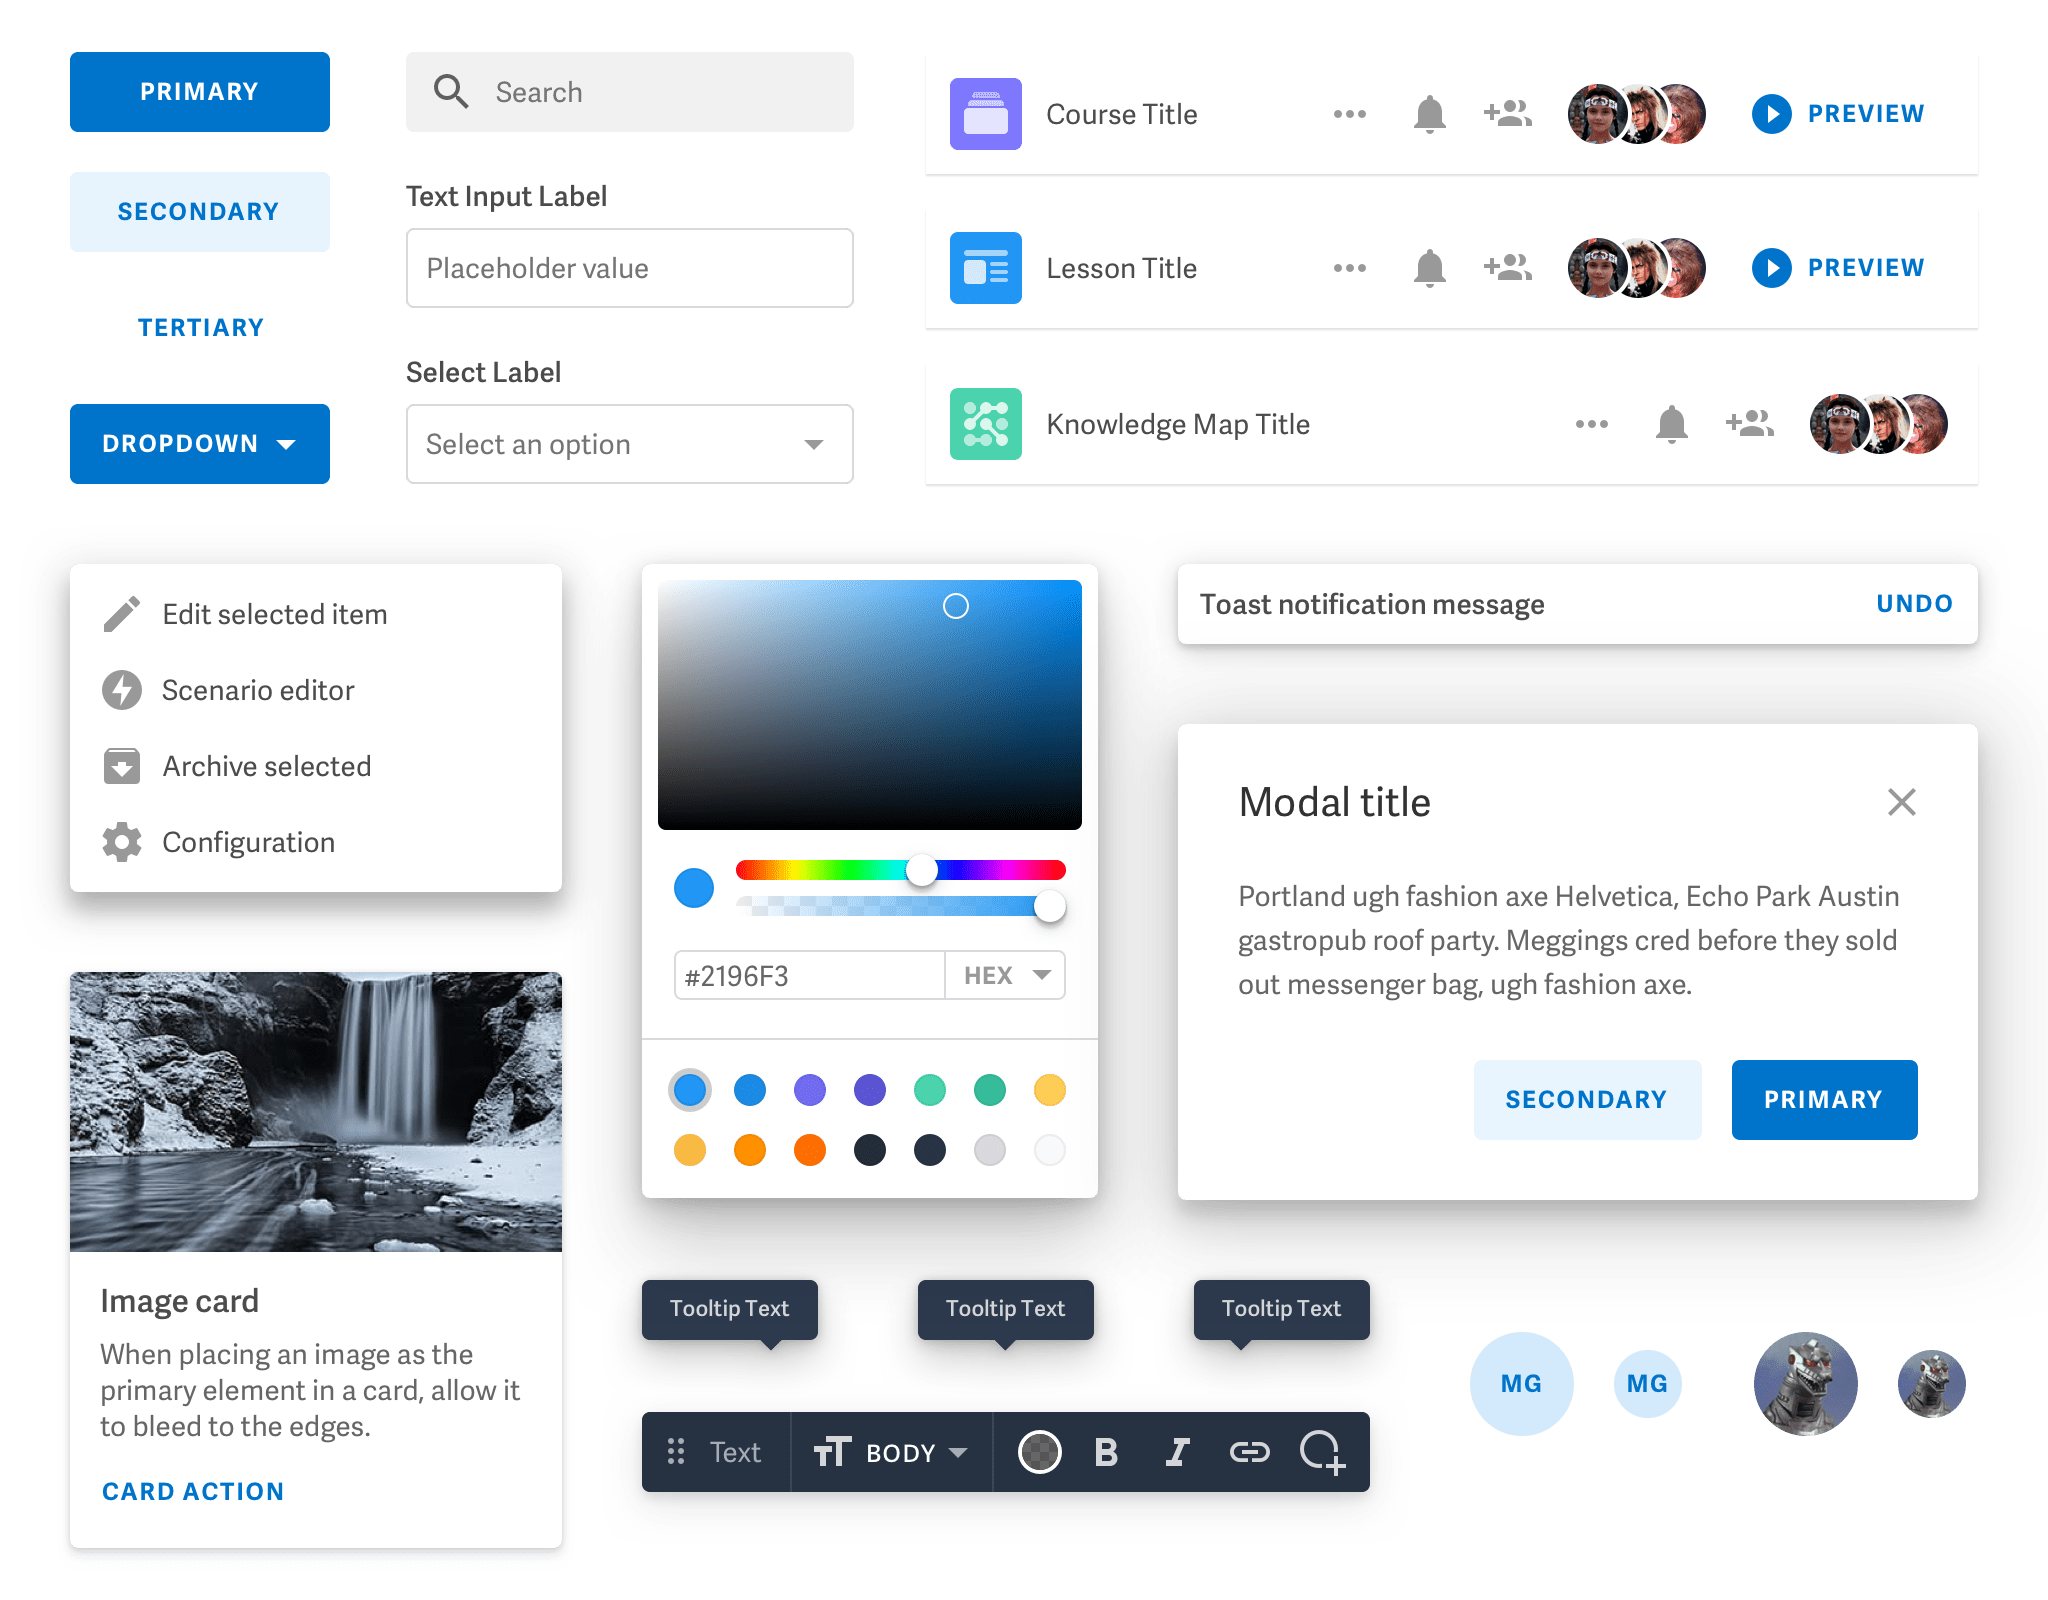 PRIMARY
SECONDARY
TERTIARY
DROPDOWN
Search
Text Input Label
Placeholder value
Select Label
Select an option
Course Title
PREVIEW
Lesson Title
PREVIEW
Knowledge Map Title
Edit selected item
Scenario editor
Archive selected
Configuration
#2196F3
HEX
Toast notification message
UNDO
Modal title
Portland ugh fashion axe Helvetica, Echo Park Austin
gastropub roof party. Meggings cred before they sold
out messenger bag, ugh fashion axe.
SECONDARY
PRIMARY
Image card
When placing an image as the
primary element in a card, allow it
to bleed to the edges.
CARD ACTION
Tooltip Text
Tooltip Text
Tooltip Text
Text
BODY
B
I
MG
MG